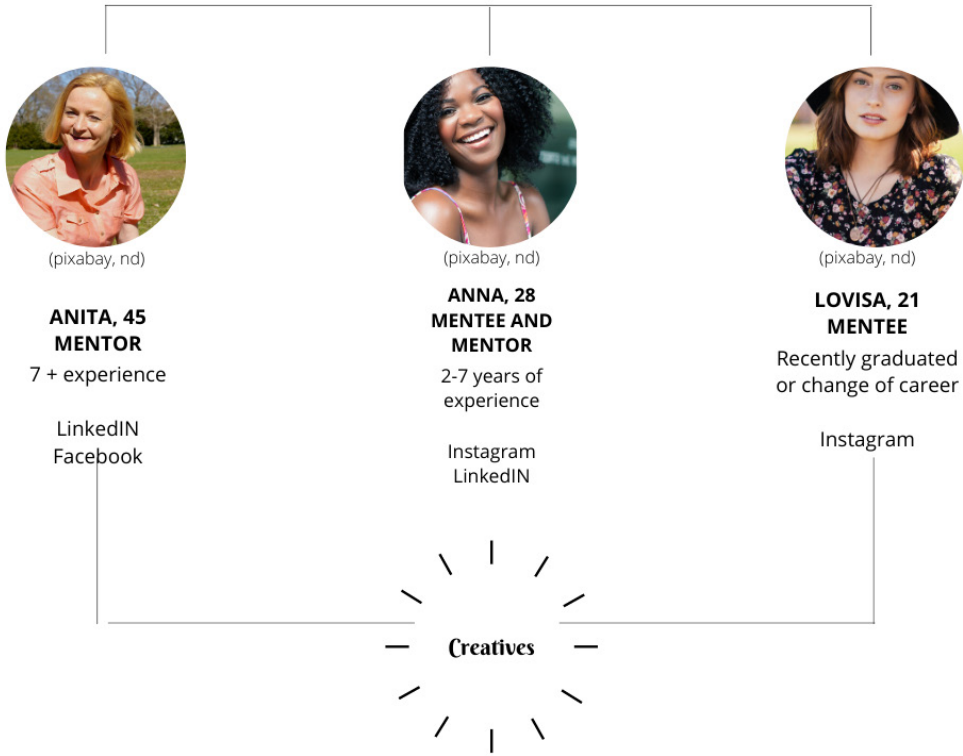 (pixabay, nd)
ANITA, 45
MENTOR
7 + experience
LinkedIN
Facebook
(pixabay, nd)
ANNA, 28
MENTEE AND
MENTOR
2-7 years of
experience
Instagram
LinkedIN
(pixabay, nd)
LOVISA, 21
MENTEE
Recently graduated
or change of career
Instagram
Creatives